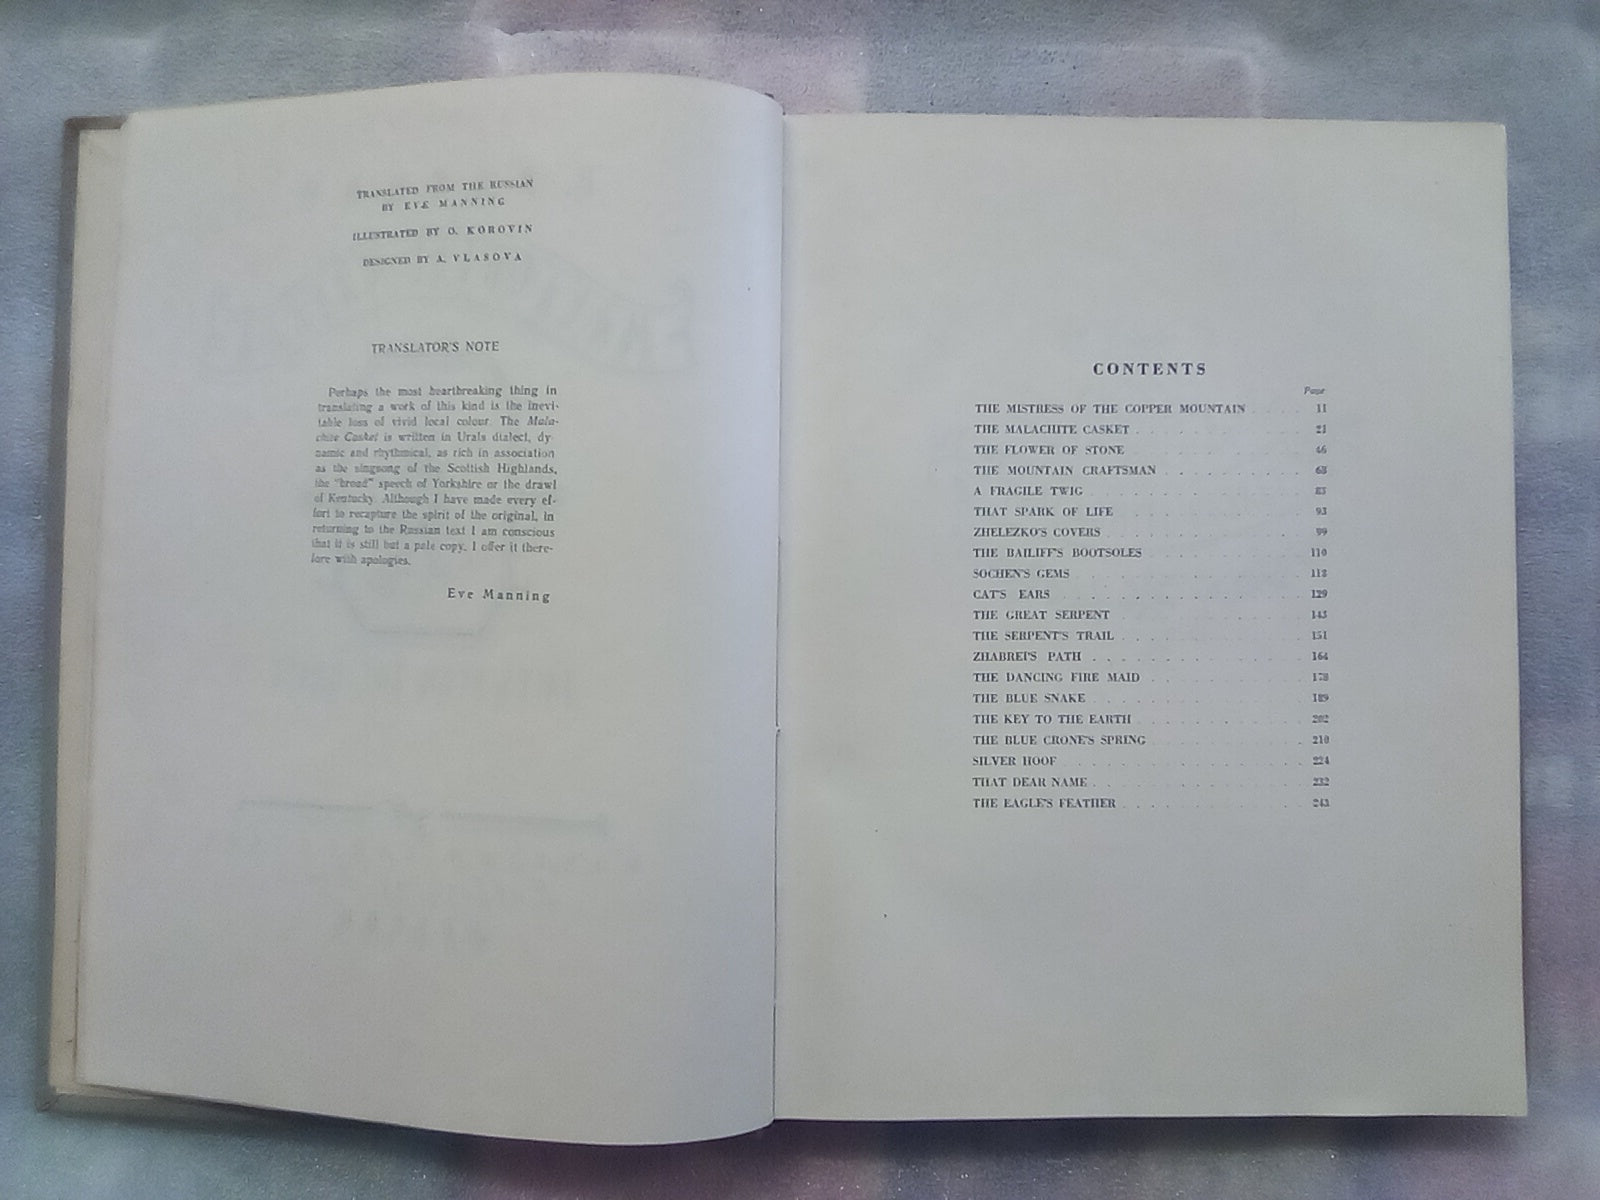 TRANSLATED FROM THE RUSSIAN
BY EVE MANNING
ILLUSTRATED BY O. KOROVIN
DESIGNED BY A. VLASOVA
TRANSLATOR'S NOTE
Perhaps the most heartbreaking thing in
translating a work of this kind is the inevi-
table loss of vivid local colour. The Mala-
chite Casket is written in Urals dialect, dy-
namic and rhythmical, as rich in association
as the singsong of the Scottish Highlands,
the "broad" speech of Yorkshire or the drawl
of Kentucky. Although I have made every ef-
fort to recapture the spirit of the original, in
returning to the Russian text I am conscious
that it is still but a pale copy. I offer it there-
fore with apologies.
Eve Manning
CONTENTS
Page
THE MISTRESS OF THE COPPER MOUNTAIN 11
THE MALACHITE CASKET 23
THE FLOWER OF STONE 46
THE MOUNTAIN CRAFTSMAN 68
A FRAGILE TWIG 83
THAT SPARK OF LIFE 93
ZHELEZKO'S COVERS 99
THE BAILIFF'S BOOTSOLES 110
SOCHEN'S GEMS 118
CAT'S EARS 129
THE GREAT SERPENT 143
THE SERPENT'S TRAIL 151
ZHABREI'S PATH 164
THE DANCING FIRE MAID 178
THE BLUE SNAKE 189
THE KEY TO THE EARTH 202
THE BLUE CRONE'S SPRING 210
SILVER HOOF 224
THAT DEAR NAME 232
THE EAGLE'S FEATHER 243